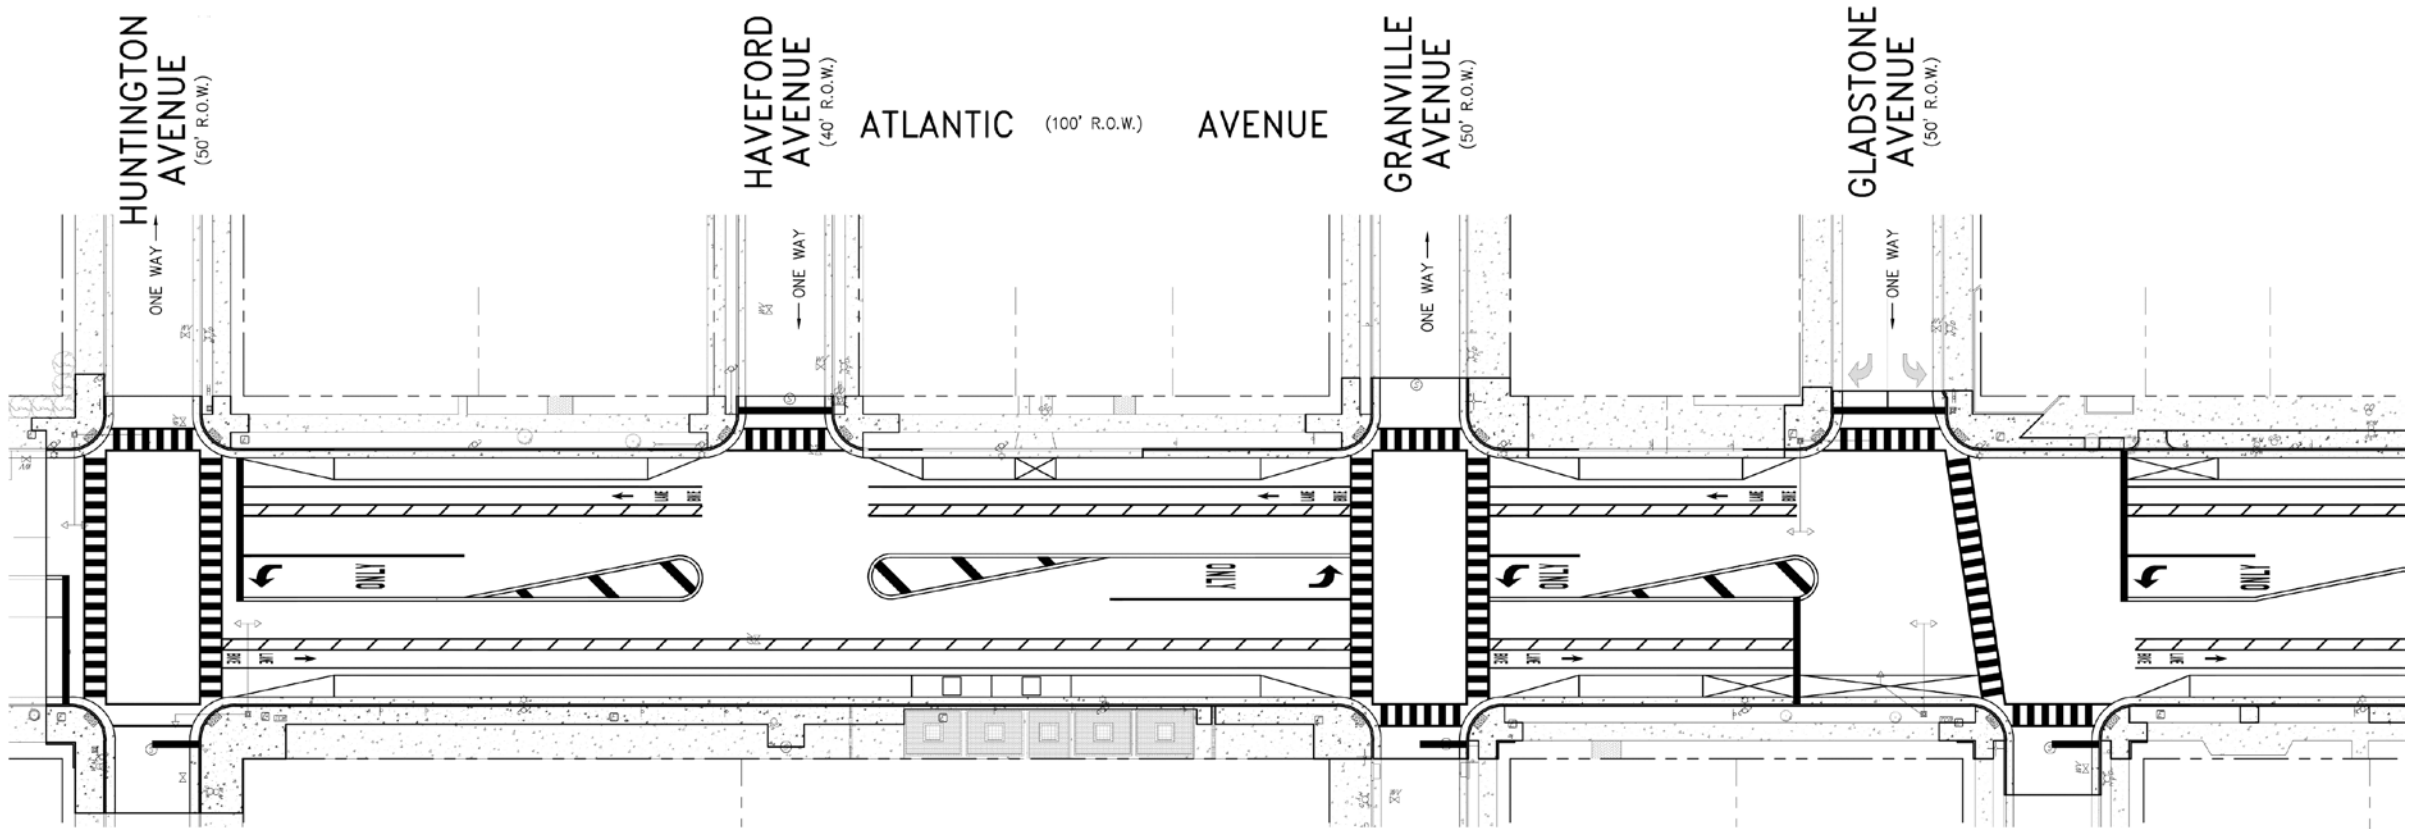 HUNTINGTON
AVENUE
(50' R.O.W.)
HAVEFORD
AVENUE
(40' R.O.W.)
ATLANTIC (100' R.O.W.) AVENUE
GRANVILLE
AVENUE
(50' R.O.W.)
GLADSTONE
AVENUE
(50' R.O.W.)
ONE WAY
ONE WAY
ONE WAY
ONE WAY
LANE BIKE
LANE BIKE
LANE BIKE
LANE BIKE
ONLY
ONLY
ONLY
ONLY
BIKE LANE
BIKE LANE
BIKE LANE